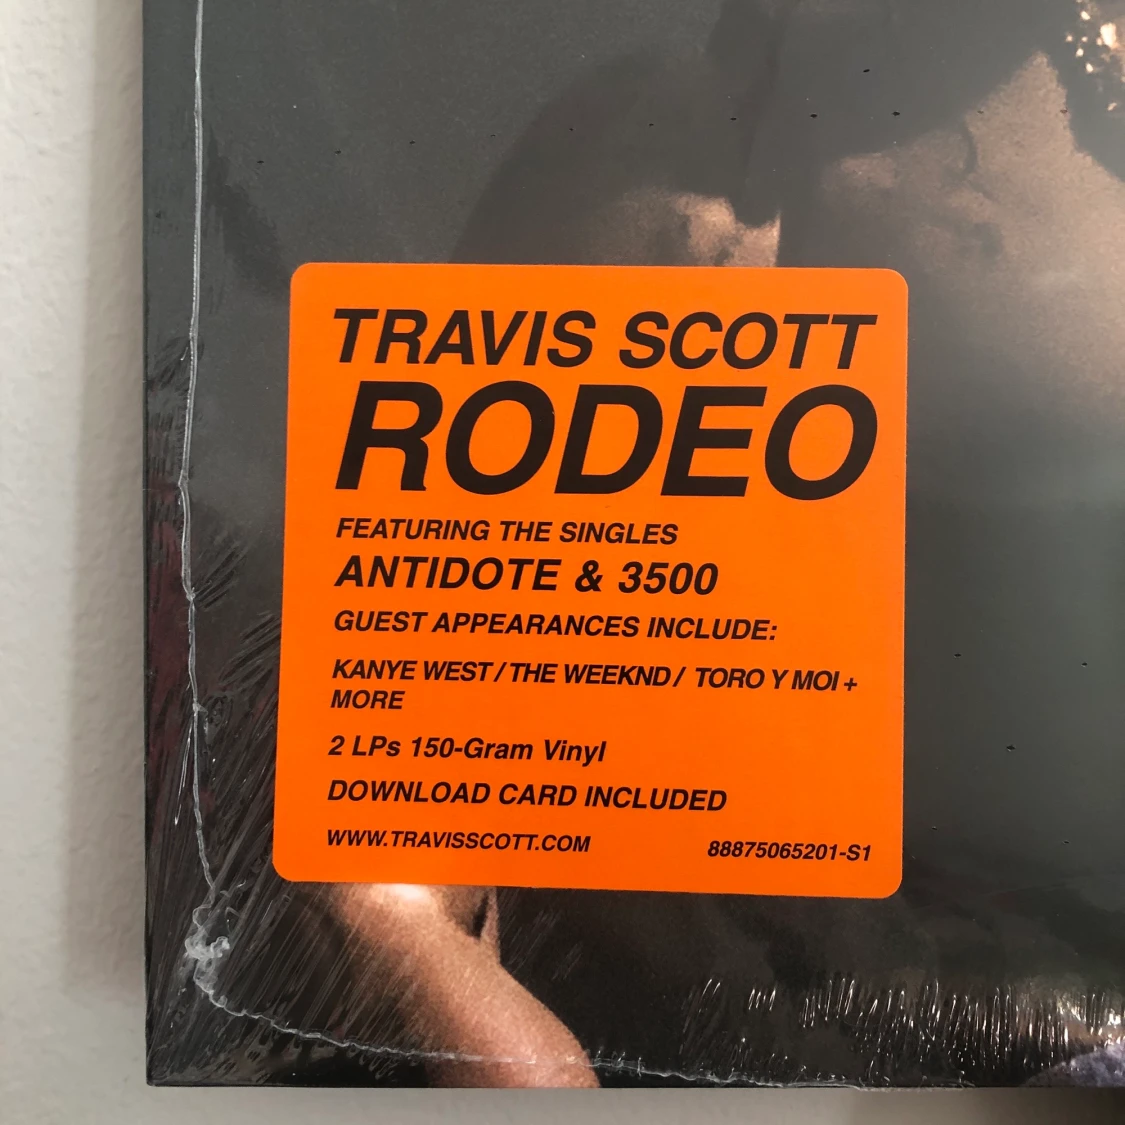 TRAVIS SCOTT
RODEO
FEATURING THE SINGLES
ANTIDOTE & 3500
GUEST APPEARANCES INCLUDE:
KANYE WEST / THE WEEKND / TORO Y MOI +
MORE
2 LPs 150-Gram Vinyl
DOWNLOAD CARD INCLUDED
WWW.TRAVISSCOTT.COM 88875065201-S1